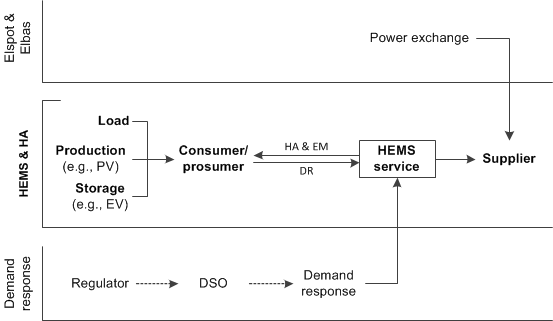 Elspot &
Elbas
Power exchange
HEMS & HA
Load
Production
(e.g., PV)
Storage
(e.g., EV)
Consumer/
prosumer
HA & EM
DR
HEMS
service
Supplier
Demand
response
Regulator
DSO
Demand
response